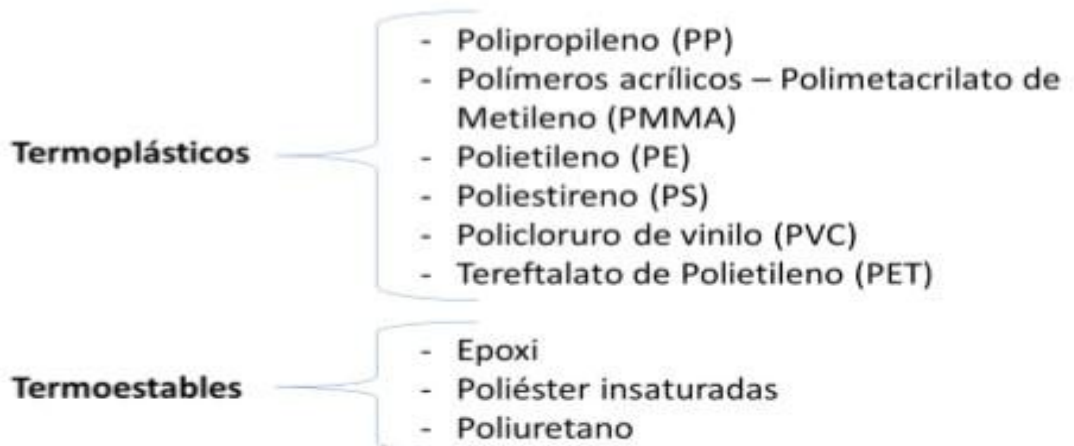 Termoplásticos
- Polipropileno (PP)
- Polímeros acrílicos – Polimetacrilato de
Metileno (PMMA)
- Polietileno (PE)
- Poliestireno (PS)
- Policloruro de vinilo (PVC)
- Tereftalato de Polietileno (PET)
Termoestables
- Epoxi
- Poliéster insaturadas
- Poliuretano